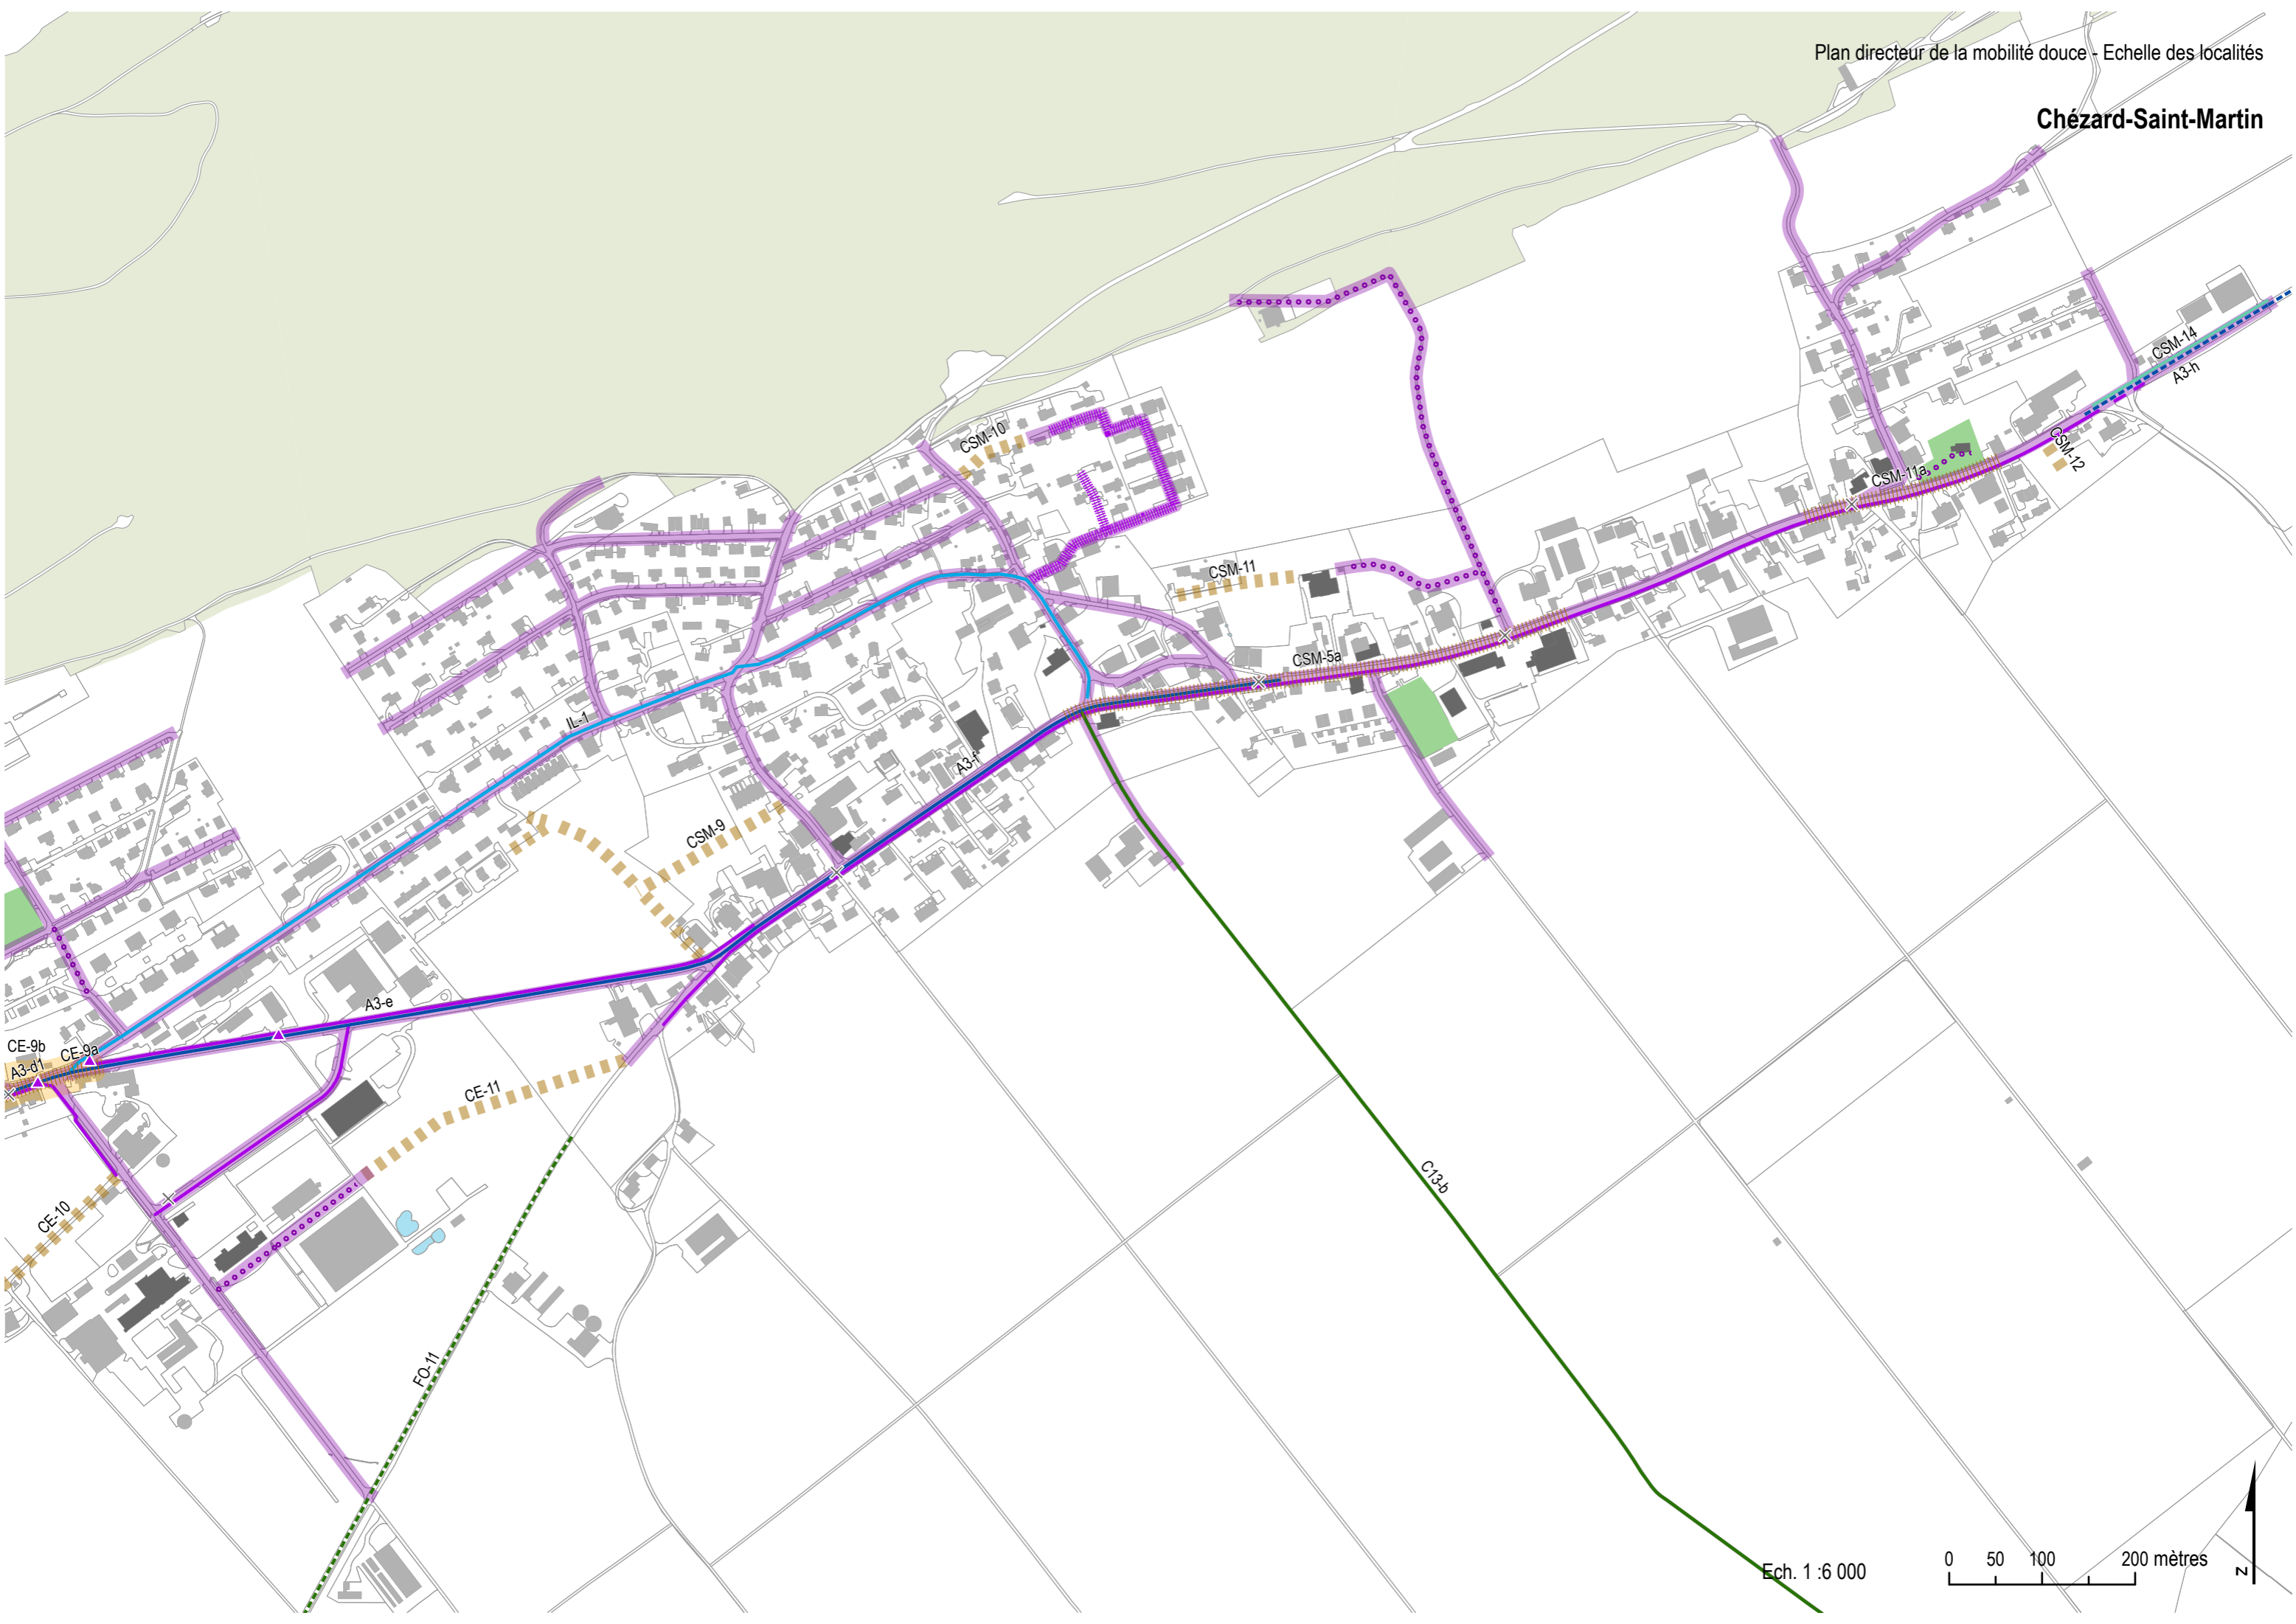 Plan directeur de la mobilité douce - Echelle des localités
Chézard-Saint-Martin
CSM-14
A3-h
CSM-10
CSM-12
CSM-11a
CSM-11
CSM-5a
IL-1
A3-f
CSM-9
A3-e
CE-9b
CE-9a
A3-d1
CE-11
C13-b
CE-10
FO-11
Ech. 1 :6 000
0 50 100 200 mètres
N